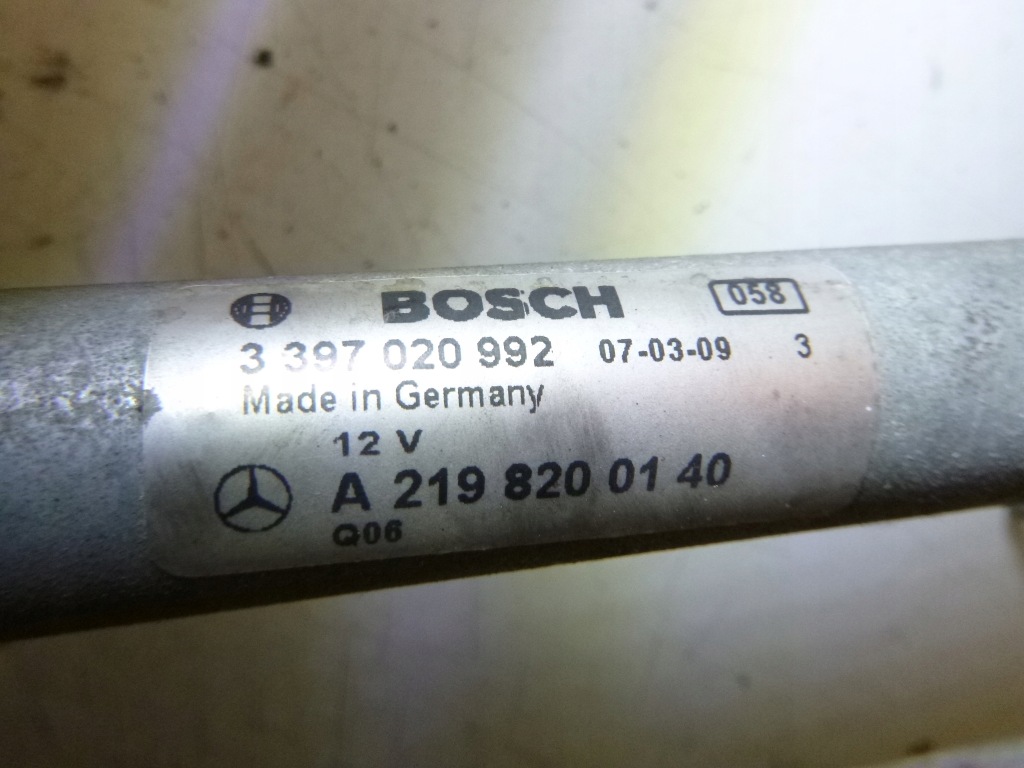 BOSCH 058
3 397 020 992 07-03-09 3
Made in Germany
12 V
A 219 820 01 40
Q06